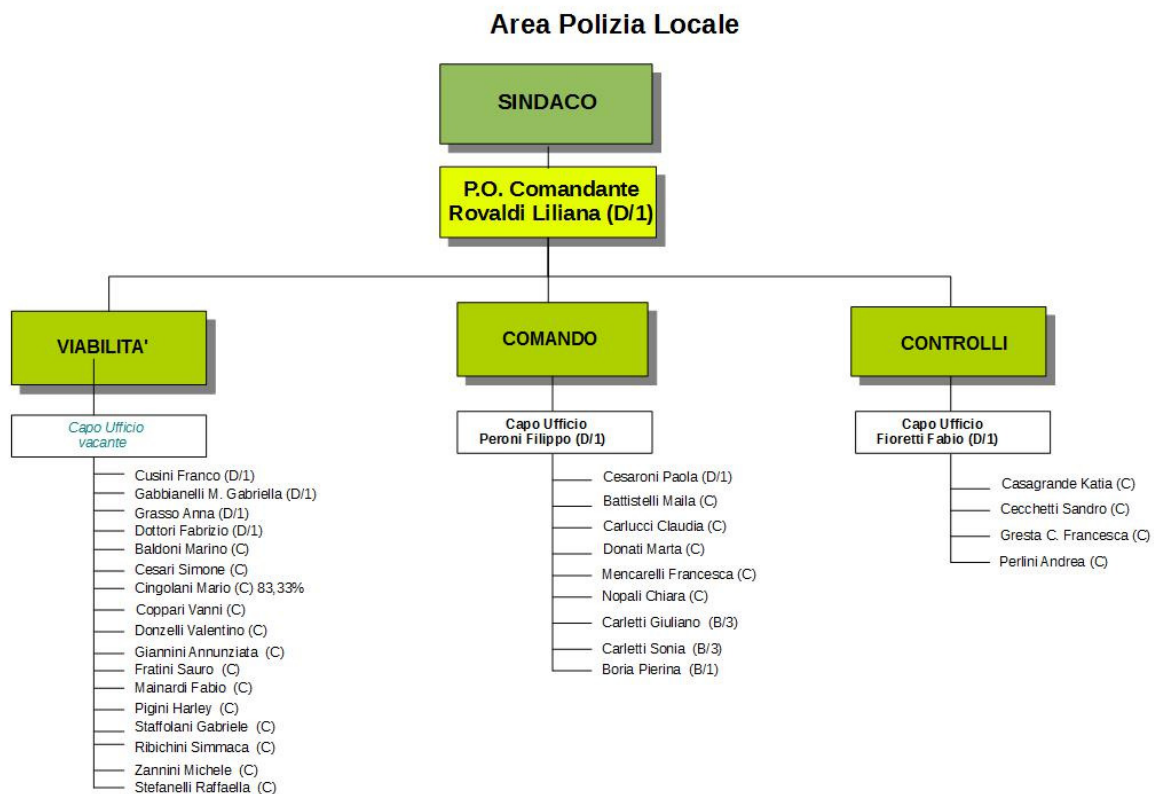 Area Polizia Locale
SINDACO
P.O. Comandante
Rovaldi Liliana (D/1)
VIABILITA'
Capo Ufficio
vacante
Cusini Franco (D/1)
Gabbianelli M. Gabriella (D/1)
Grasso Anna (D/1)
Dottori Fabrizio (D/1)
Baldoni Marino (C)
Cesari Simone (C)
Cingolani Mario (C) 83,33%
Coppari Vanni (C)
Donzelli Valentino (C)
Giannini Annunziata (C)
Fratini Sauro (C)
Mainardi Fabio (C)
Pigini Harley (C)
Staffolani Gabriele (C)
Ribichini Simmaca (C)
Zannini Michele (C)
Stefanelli Raffaella (C)
COMANDO
Capo Ufficio
Peroni Filippo (D/1)
Cesaroni Paola (D/1)
Battistelli Maila (C)
Carlucci Claudia (C)
Donati Marta (C)
Mencarelli Francesca (C)
Nopali Chiara (C)
Carletti Giuliano (B/3)
Carletti Sonia (B/3)
Boria Pierina (B/1)
CONTROLLI
Capo Ufficio
Fioretti Fabio (D/1)
Casagrande Katia (C)
Cecchetti Sandro (C)
Gresta C. Francesca (C)
Perlini Andrea (C)